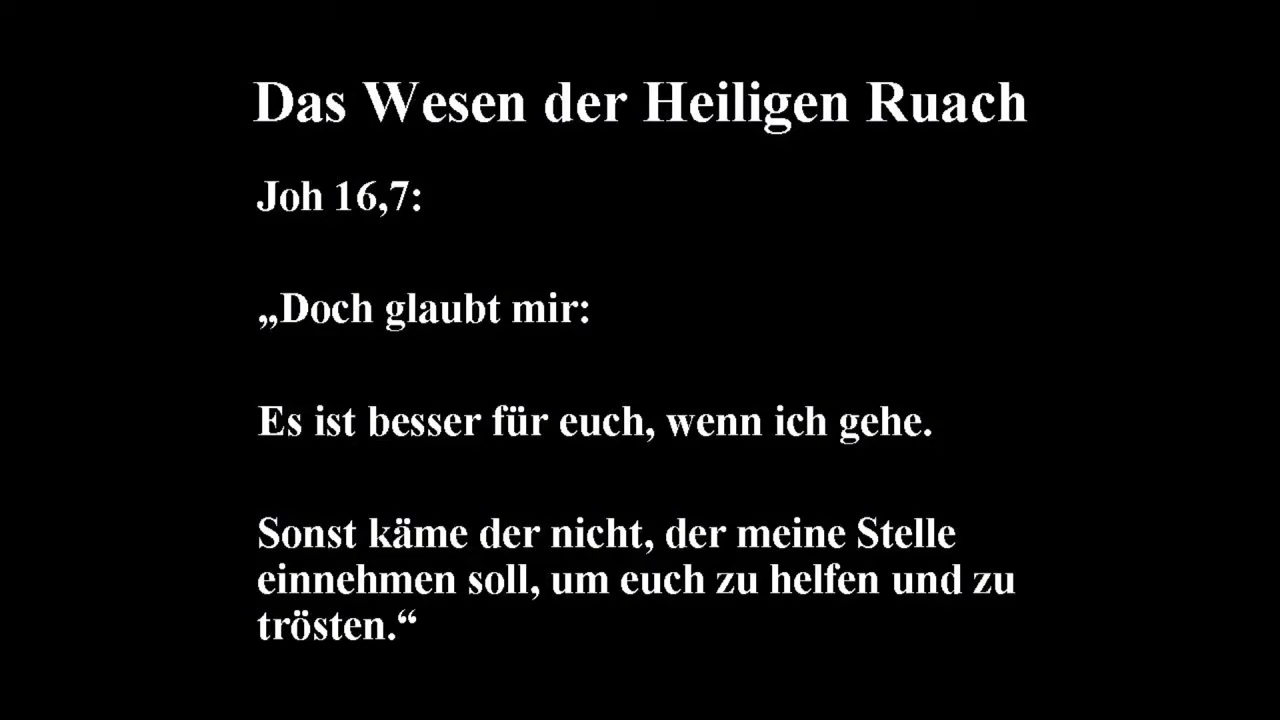 Das Wesen der Heiligen Ruach
Joh 16,7:
„Doch glaubt mir:
Es ist besser für euch, wenn ich gehe.
Sonst käme der nicht, der meine Stelle
einnehmen soll, um euch zu helfen und zu
trösten.“